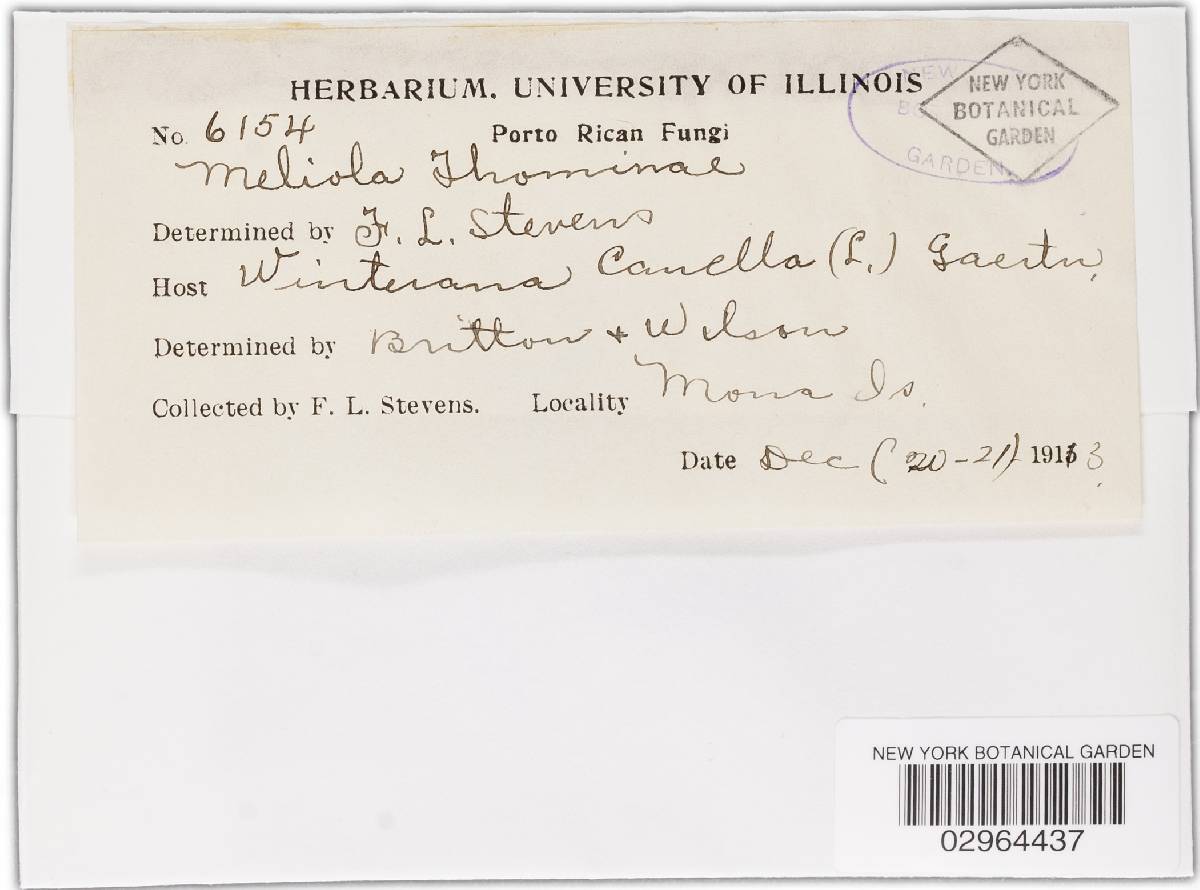 HERBARIUM. UNIVERSITY OF ILLINOIS
NEW YORK
BOTANICAL
GARDEN
NEW
GARDEN.
No. 6154 Porto Rican Fungi
Meliola Thominae
Determined by F. L. Stevens
Host Winterana Canella (L.) Gaertn.
Determined by Britton + Wilson
Collected by F. L. Stevens. Locality Mona Is.
Date Dec (20-21) 1913
NEW YORK BOTANICAL GARDEN
02964437